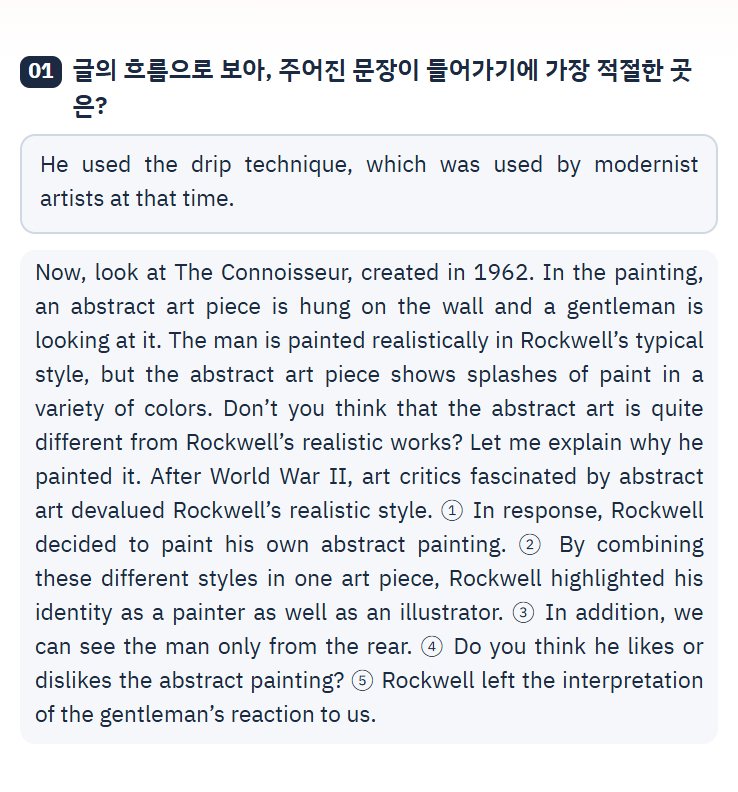 01 글의 흐름으로 보아, 주어진 문장이 들어가기에 가장 적절한 곳
은?
He used the drip technique, which was used by modernist
artists at that time.
Now, look at The Connoisseur, created in 1962. In the painting,
an abstract art piece is hung on the wall and a gentleman is
looking at it. The man is painted realistically in Rockwell’s typical
style, but the abstract art piece shows splashes of paint in a
variety of colors. Don’t you think that the abstract art is quite
different from Rockwell’s realistic works? Let me explain why he
painted it. After World War II, art critics fascinated by abstract
art devalued Rockwell’s realistic style. ① In response, Rockwell
decided to paint his own abstract painting. ② By combining
these different styles in one art piece, Rockwell highlighted his
identity as a painter as well as an illustrator. ③ In addition, we
can see the man only from the rear. ④ Do you think he likes or
dislikes the abstract painting? ⑤ Rockwell left the interpretation
of the gentleman’s reaction to us.